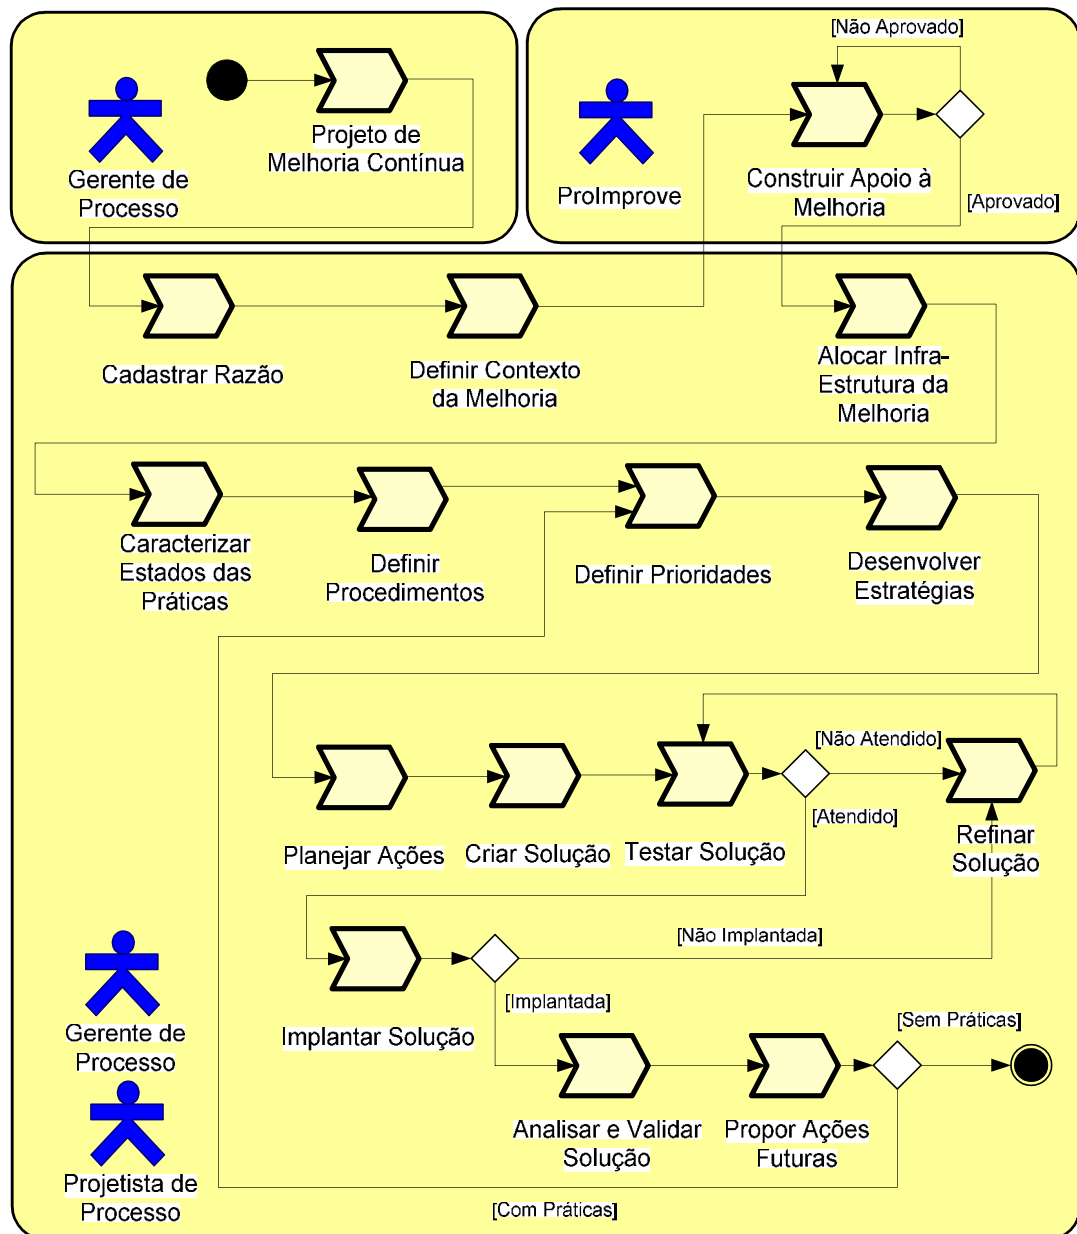 [Não Aprovado]
Projeto de
Melhoria Contínua
Gerente de
Processo
ProImprove
Construir Apoio à
Melhoria
[Aprovado]
Cadastrar Razão
Definir Contexto
da Melhoria
Alocar Infra-
Estrutura da
Melhoria
Caracterizar
Estados das
Práticas
Definir
Procedimentos
Definir Prioridades
Desenvolver
Estratégias
[Não Atendido]
[Atendido]
Planejar Ações
Criar Solução
Testar Solução
Refinar
Solução
[Não Implantada]
[Implantada]
Implantar Solução
Gerente de
Processo
[Sem Práticas]
Analisar e Validar
Solução
Propor Ações
Futuras
Projetista de
Processo
[Com Práticas]